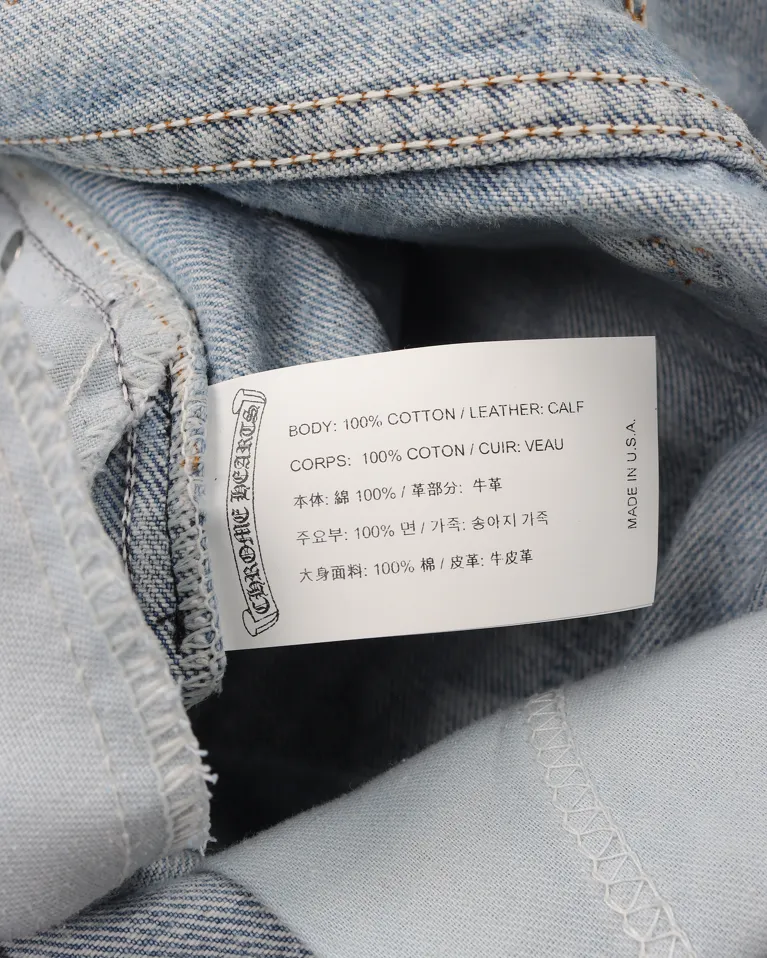 CHROME HEARTS
BODY: 100% COTTON / LEATHER: CALF
CORPS: 100% COTON / CUIR: VEAU
本体: 綿 100% / 革部分: 牛革
주요부: 100% 면 / 가죽: 송아지 가죽
大身面料: 100% 棉 / 皮革: 牛皮革
MADE IN U.S.A.